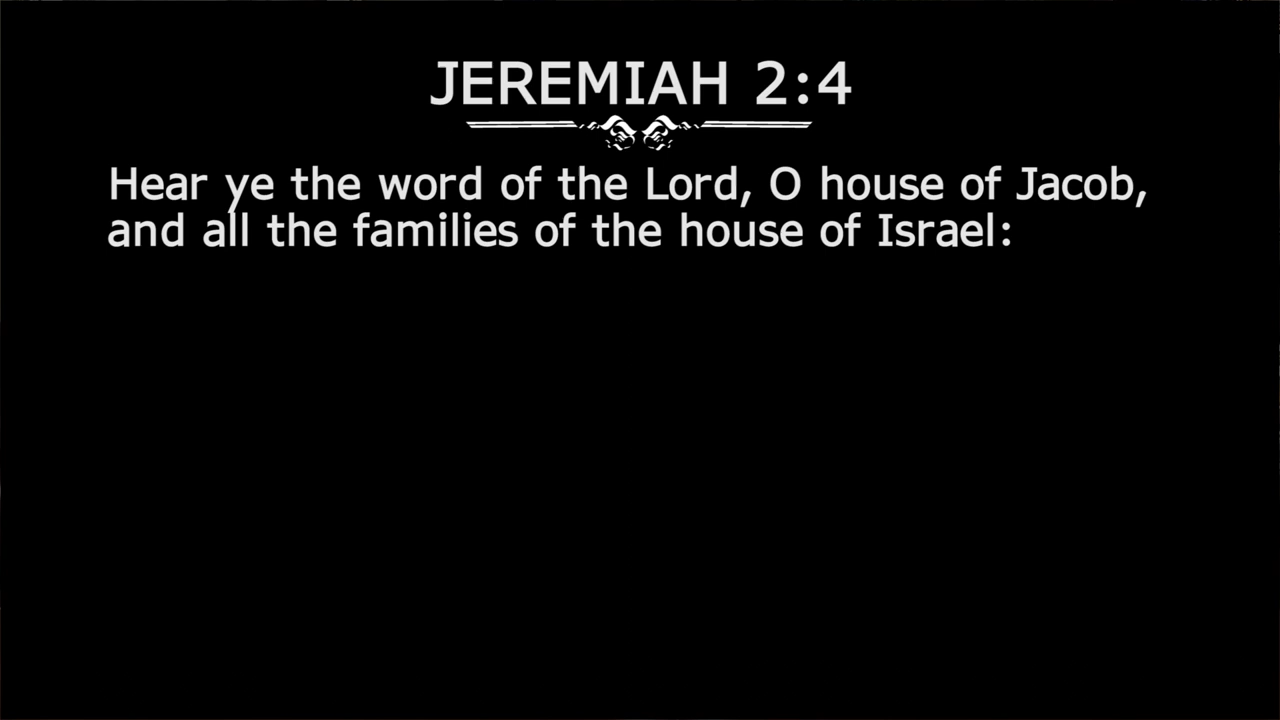 JEREMIAH 2:4
Hear ye the word of the Lord, O house of Jacob,
and all the families of the house of Israel: